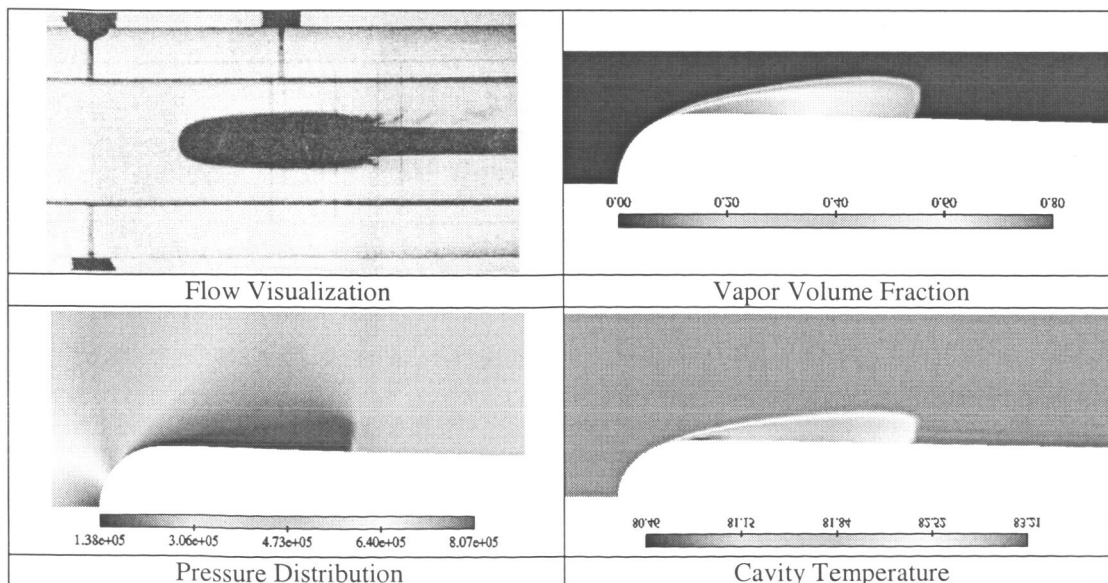 Flow Visualization
0.00 0.20 0.40 0.60 0.80
Vapor Volume Fraction
1.38e+05 3.06e+05 4.73e+05 6.40e+05 8.07e+05
Pressure Distribution
80.46 81.15 81.84 82.52 83.21
Cavity Temperature